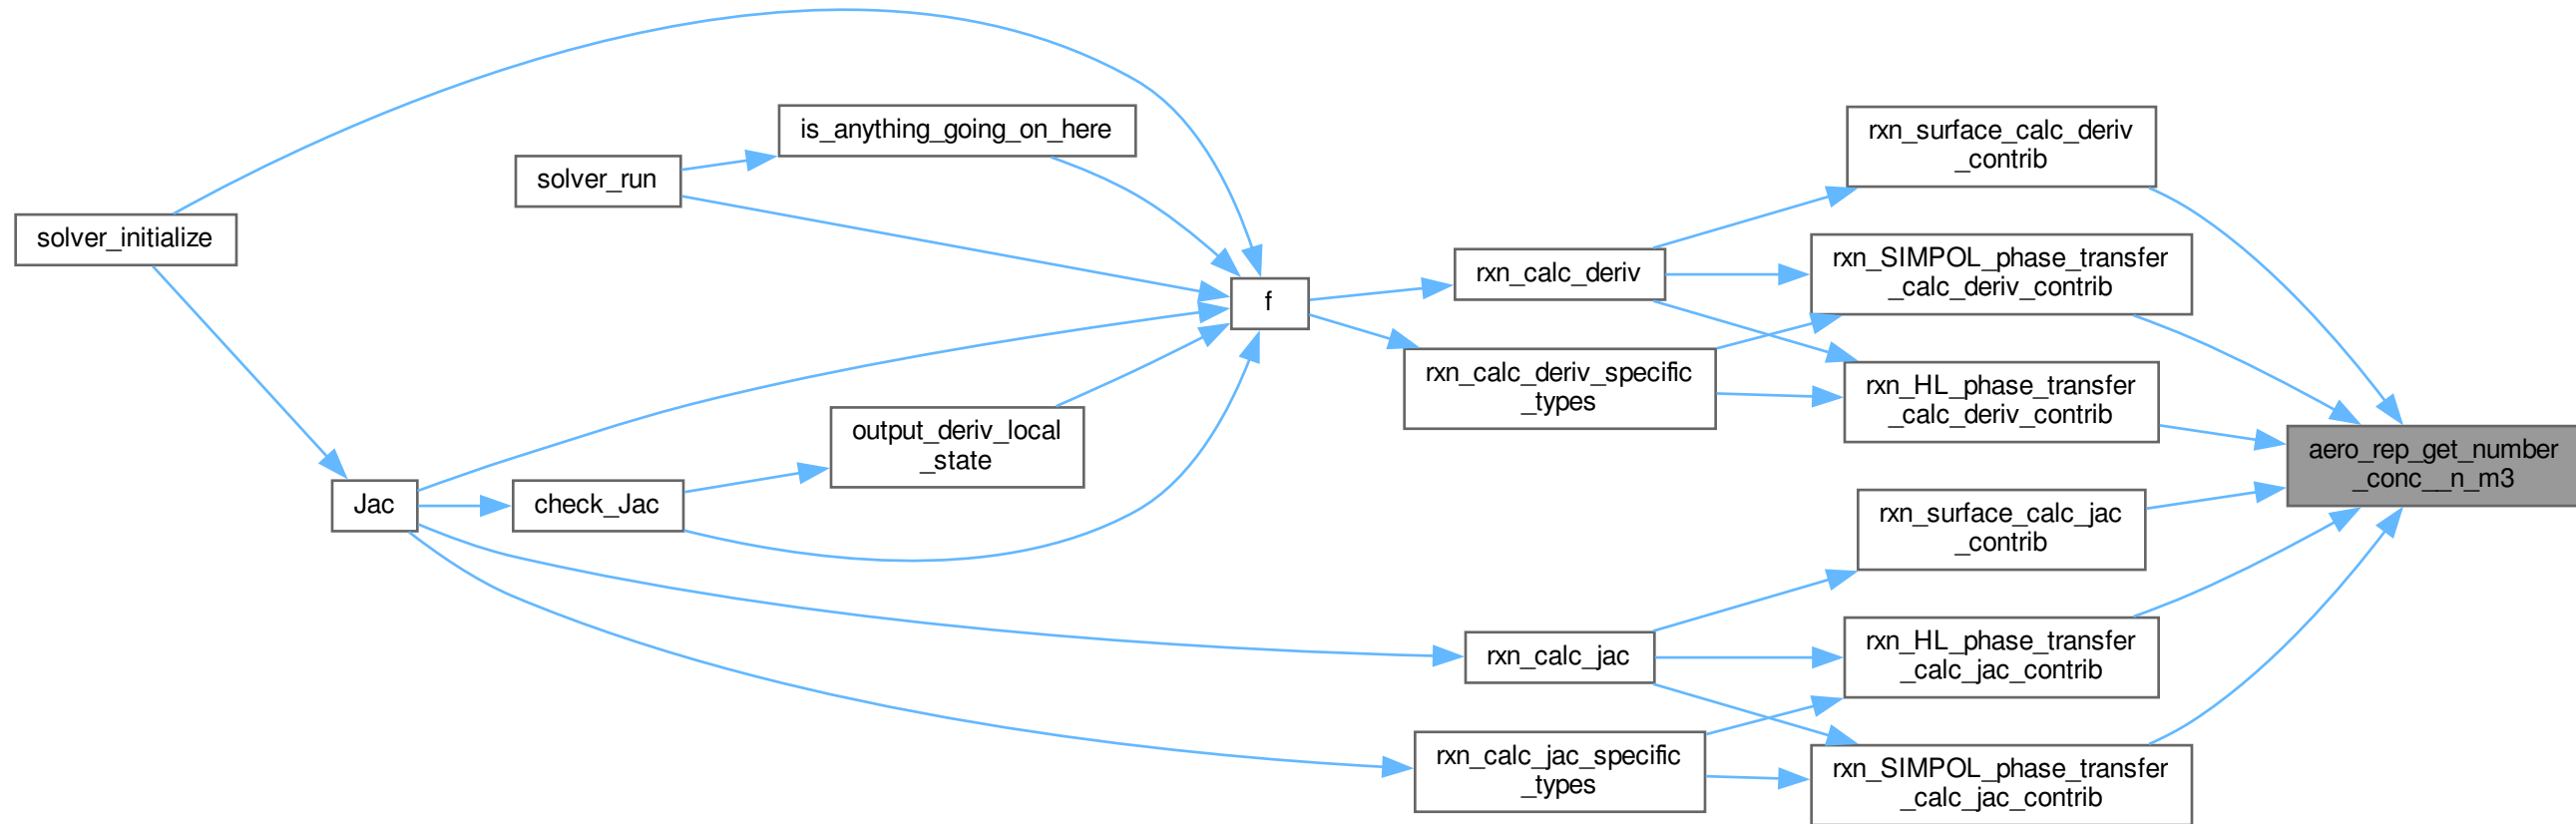 solver_initialize
solver_run
is_anything_going_on_here
Jac
check_Jac
output_deriv_local
_state
f
rxn_calc_deriv
rxn_calc_deriv_specific
_types
rxn_calc_jac
rxn_calc_jac_specific
_types
rxn_surface_calc_deriv
_contrib
rxn_SIMPOL_phase_transfer
_calc_deriv_contrib
rxn_HL_phase_transfer
_calc_deriv_contrib
rxn_surface_calc_jac
_contrib
rxn_HL_phase_transfer
_calc_jac_contrib
rxn_SIMPOL_phase_transfer
_calc_jac_contrib
aero_rep_get_number
_conc__n_m3